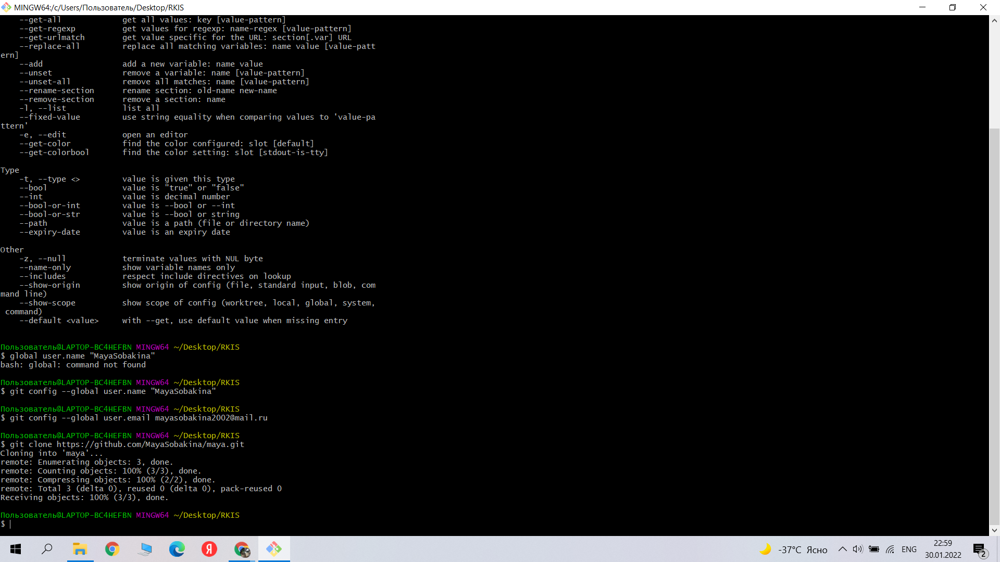 MINGW64:/c/Users/Пользователь/Desktop/RKIS
--get-all get all values: key [value-pattern]
--get-regexp get values for regexp: name-regex [value-pattern]
--get-urlmatch get value specific for the URL: section[.var] URL
--replace-all replace all matching variables: name value [value-patt
ern]
--add add a new variable: name value
--unset remove a variable: name [value-pattern]
--unset-all remove all matches: name [value-pattern]
--rename-section rename section: old-name new-name
--remove-section remove a section: name
-l, --list list all
--fixed-value use string equality when comparing values to 'value-pa
ttern'
-e, --edit open an editor
--get-color find the color configured: slot [default]
--get-colorbool find the color setting: slot [stdout-is-tty]
Type
-t, --type <> value is given this type
--bool value is "true" or "false"
--int value is decimal number
--bool-or-int value is --bool or --int
--bool-or-str value is --bool or string
--path value is a path (file or directory name)
--expiry-date value is an expiry date
Other
-z, --null terminate values with NUL byte
--name-only show variable names only
--includes respect include directives on lookup
--show-origin show origin of config (file, standard input, blob, com
mand line)
--show-scope show scope of config (worktree, local, global, system,
command)
--default <value> with --get, use default value when missing entry
Пользователь@LAPTOP-BC4HEFBN MINGW64 ~/Desktop/RKIS
$ global user.name "MayaSobakina"
bash: global: command not found
Пользователь@LAPTOP-BC4HEFBN MINGW64 ~/Desktop/RKIS
$ git config --global user.name "MayaSobakina"
Пользователь@LAPTOP-BC4HEFBN MINGW64 ~/Desktop/RKIS
$ git config --global user.email mayasobakina2002@mail.ru
Пользователь@LAPTOP-BC4HEFBN MINGW64 ~/Desktop/RKIS
$ git clone https://github.com/MayaSobakina/maya.git
Cloning into 'maya'...
remote: Enumerating objects: 3, done.
remote: Counting objects: 100% (3/3), done.
remote: Compressing objects: 100% (2/2), done.
remote: Total 3 (delta 0), reused 0 (delta 0), pack-reused 0
Receiving objects: 100% (3/3), done.
Пользователь@LAPTOP-BC4HEFBN MINGW64 ~/Desktop/RKIS
$
Я
-37°C Ясно
ENG
22:59
30.01.2022
2